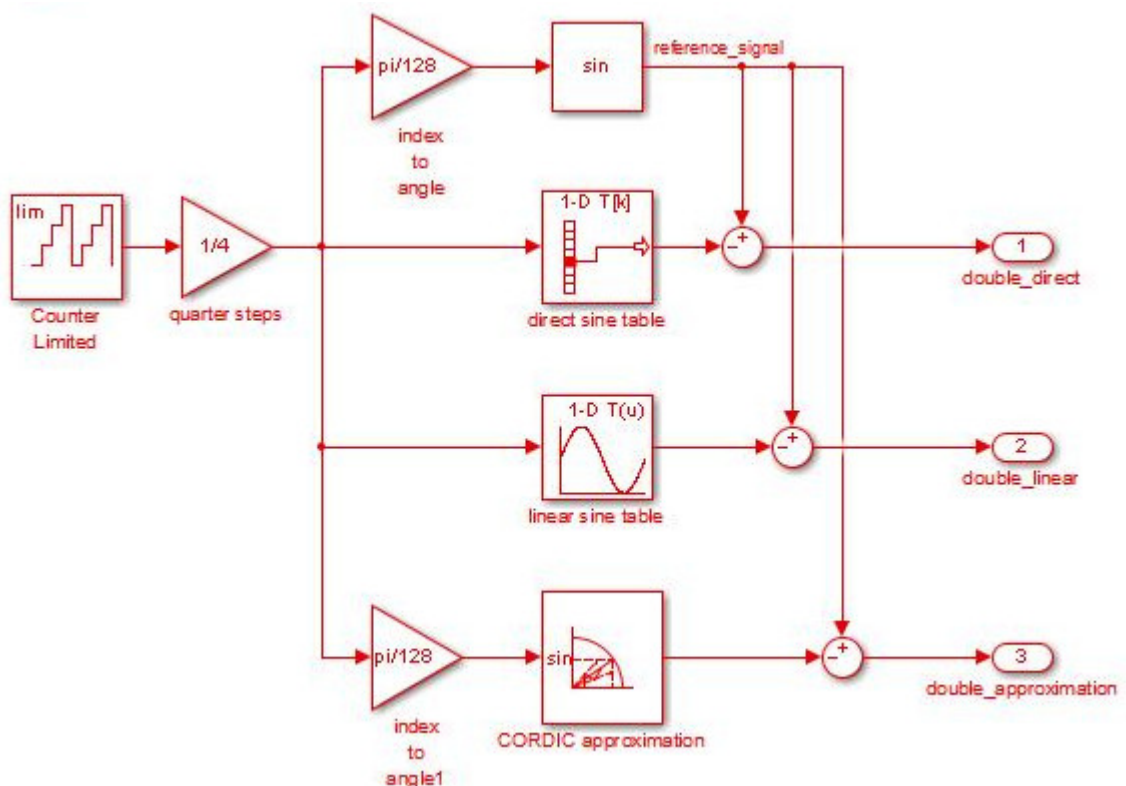 reference_signal
pi/128
sin
index
to
angle
lim
1/4
Counter
Limited
quarter steps
1-D T[k]
direct sine table
1
double_direct
1-D T(u)
linear sine table
2
double_linear
pi/128
sin
index
to
angle1
CORDIC approximation
3
double_approximation